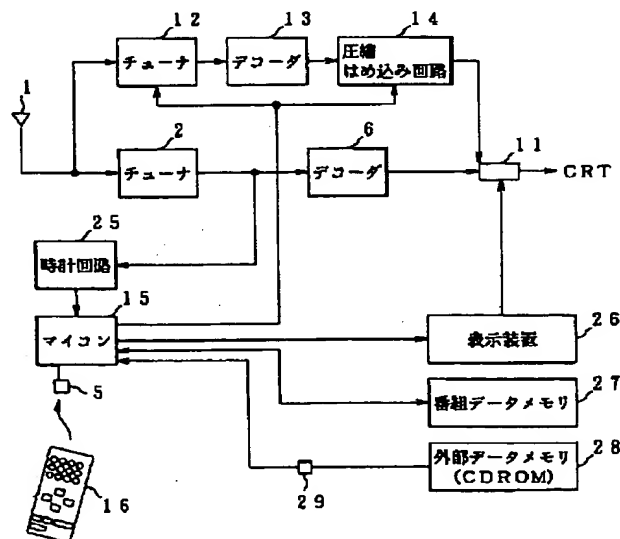 12
13
14
チューナ
デコーダ
圧縮
はめ込み回路
1
2
6
11
チューナ
デコーダ
CRT
25
時計回路
15
マイコン
表示装置
26
5
番組データメモリ
27
外部データメモリ
(CDROM)
28
29
16